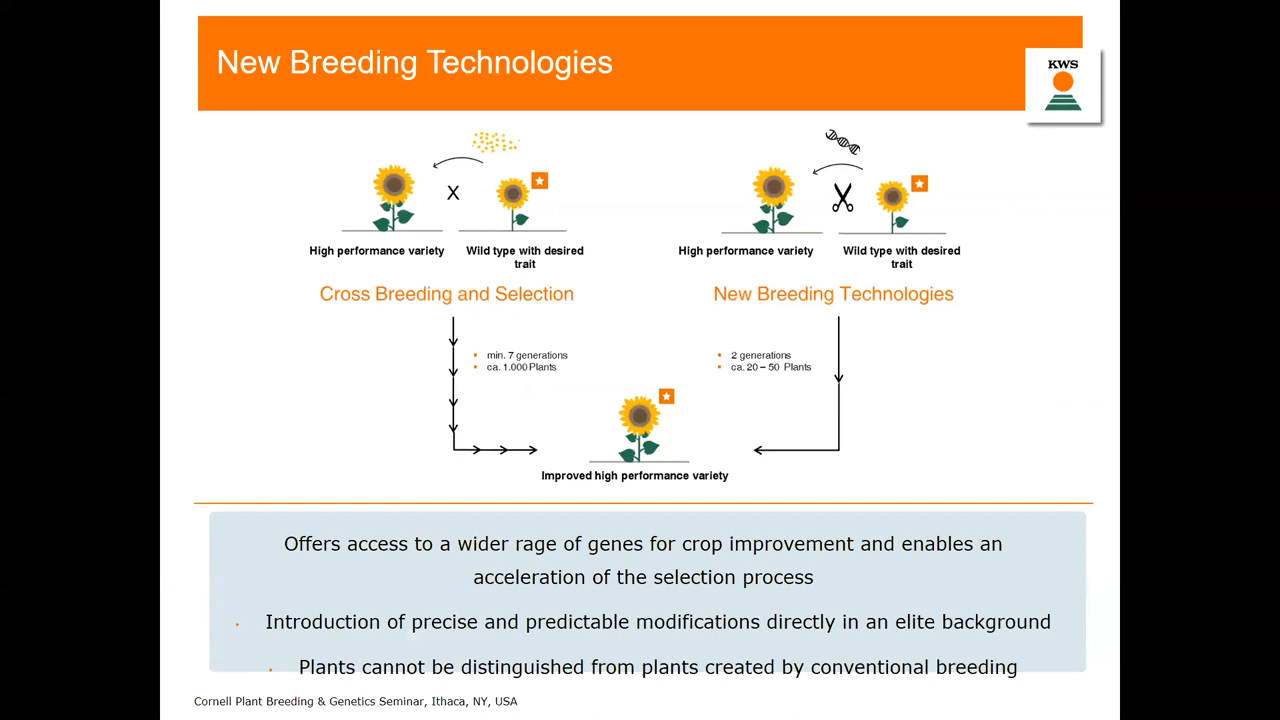 New Breeding Technologies
KWS
X
High performance variety
Wild type with desired
trait
High performance variety
Wild type with desired
trait
Cross Breeding and Selection
New Breeding Technologies
min. 7 generations
ca. 1.000 Plants
2 generations
ca. 20 – 50 Plants
Improved high performance variety
Offers access to a wider rage of genes for crop improvement and enables an
acceleration of the selection process
Introduction of precise and predictable modifications directly in an elite background
Plants cannot be distinguished from plants created by conventional breeding
Cornell Plant Breeding & Genetics Seminar, Ithaca, NY, USA